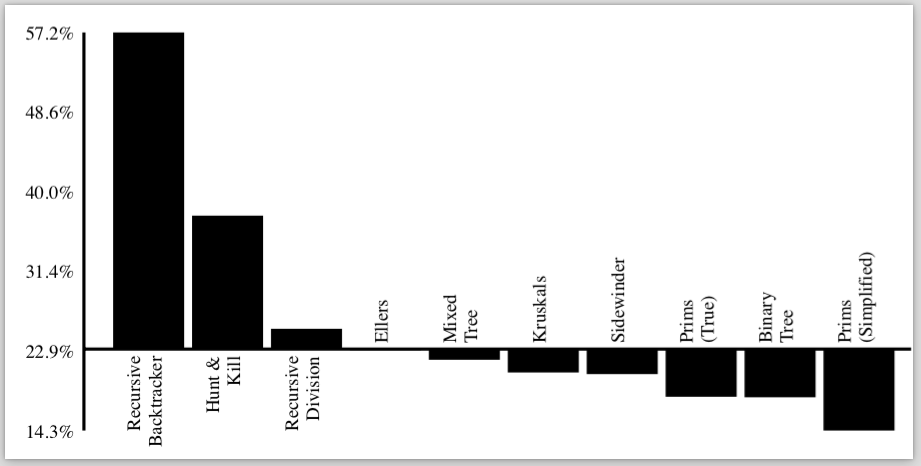 57.2%
48.6%
40.0%
31.4%
22.9%
14.3%
Recursive
Backtracker
Hunt &
Kill
Recursive
Division
Ellers
Mixed
Tree
Kruskals
Sidewinder
Prims
(True)
Binary
Tree
Prims
(Simplified)